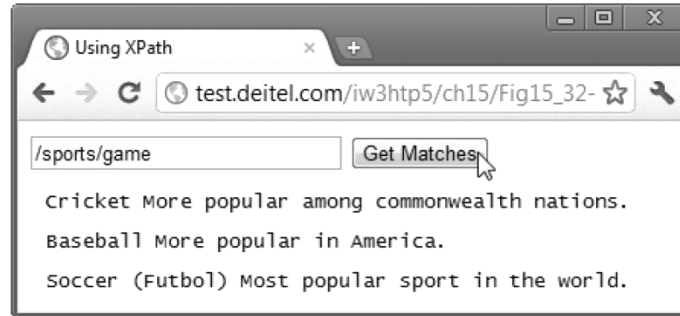 Using XPath
test.deitel.com/iw3htp5/ch15/Fig15_32-
/sports/game Get Matches
Cricket More popular among commonwealth nations.
Baseball More popular in America.
Soccer (Futbol) Most popular sport in the world.